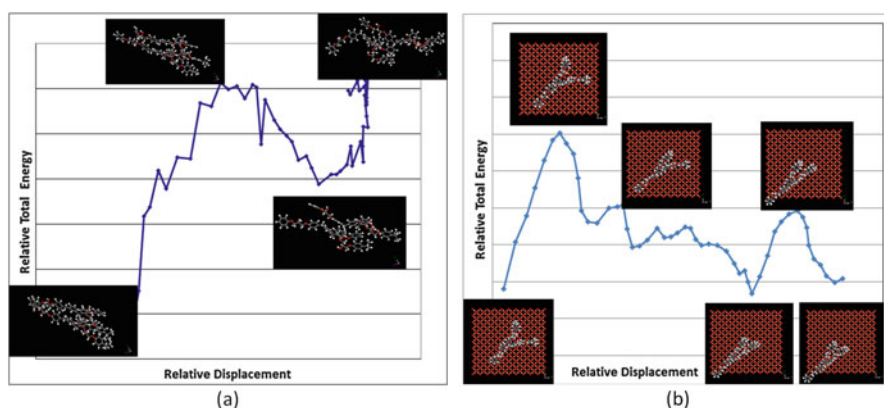 Relative Total Energy
Relative Displacement
(a)
Relative Total Energy
Relative Displacement
(b)